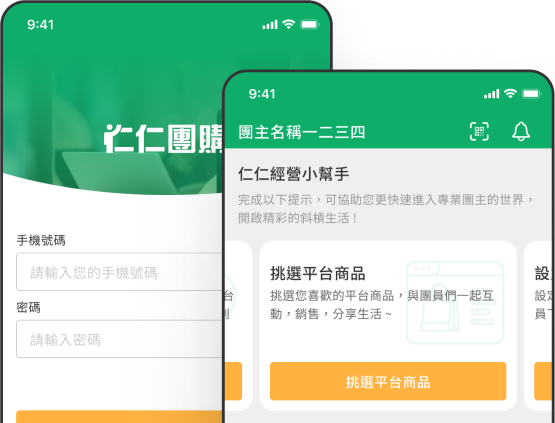 9:41
仁仁團購
手機號碼
請輸入您的手機號碼
密碼
請輸入密碼
9:41
團主名稱一二三四
仁仁經營小幫手
完成以下提示，可協助您更快速進入專業團主的世界，
開啟精彩的斜槓生活！
台
挑選平台商品
挑選您喜歡的平台商品，與團員們一起互
動，銷售，分享生活～
挑選平台商品
設
設定
員